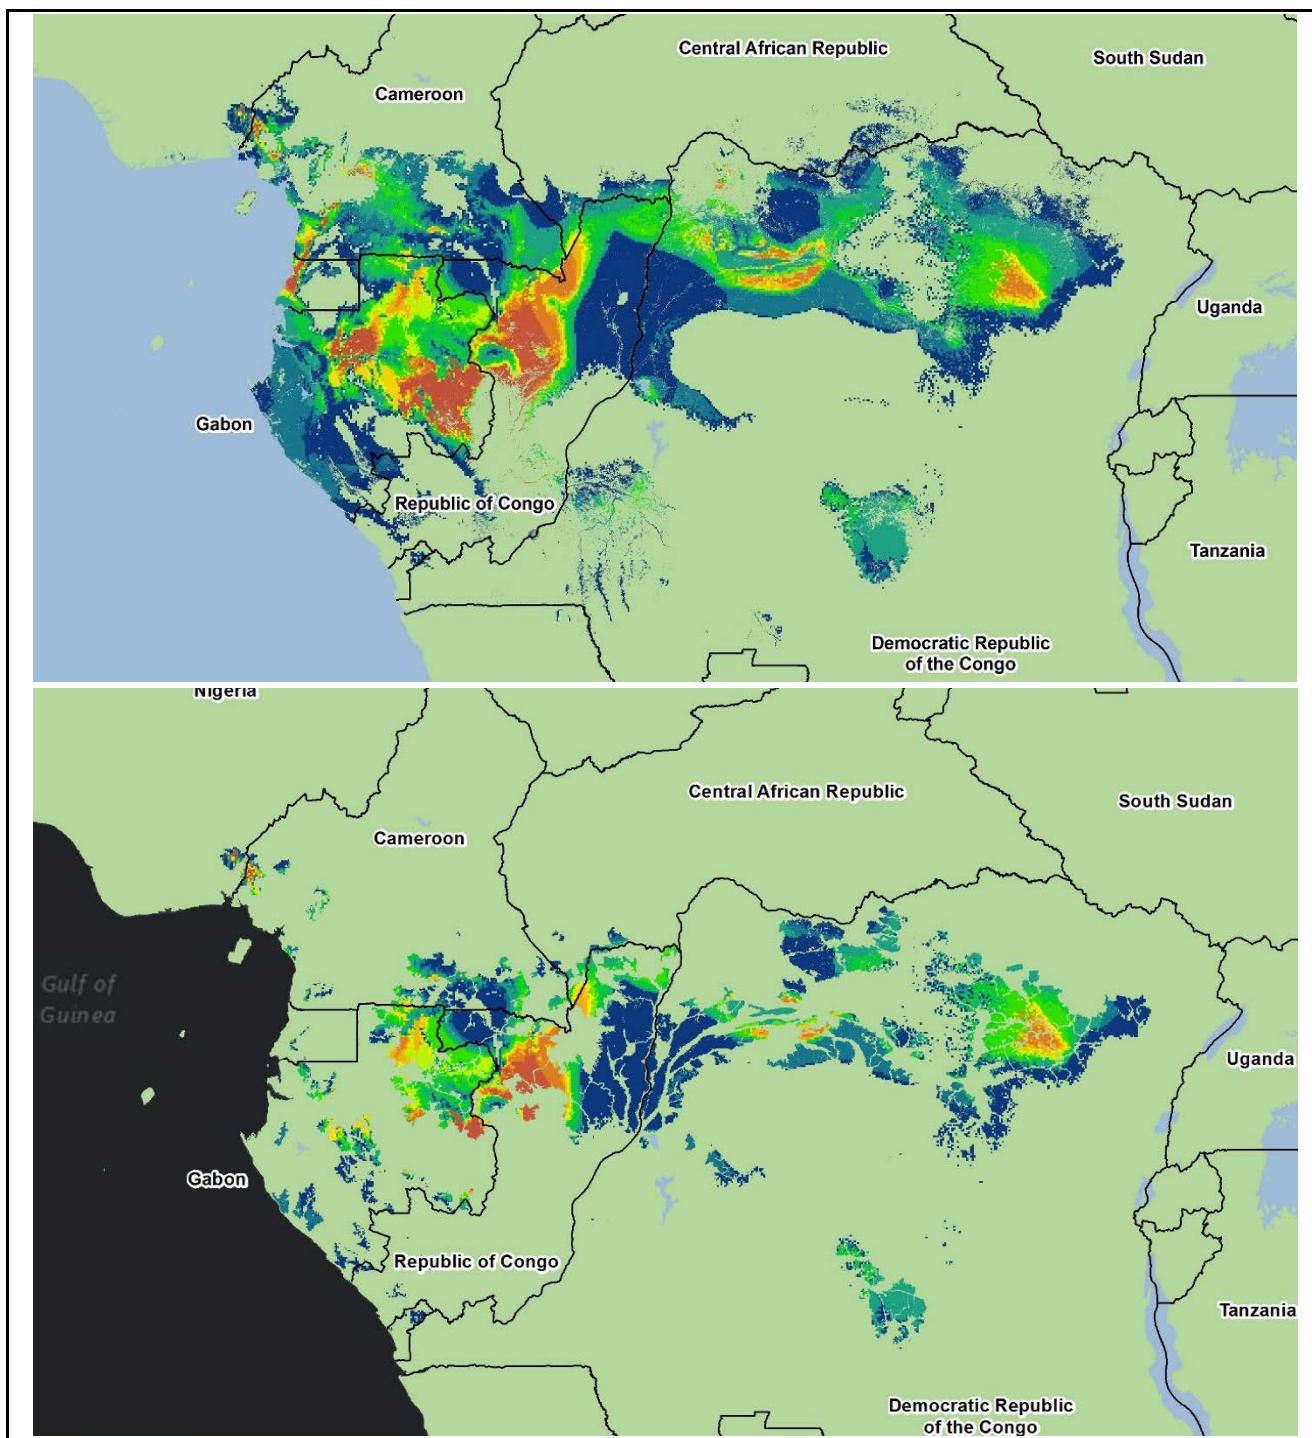 Central African Republic
South Sudan
Cameroon
Uganda
Gabon
Republic of Congo
Tanzania
Democratic Republic
of the Congo
Nigeria
Central African Republic
South Sudan
Cameroon
Gulf of
Guinea
Uganda
Gabon
Republic of Congo
Tanzania
Democratic Republic
of the Congo